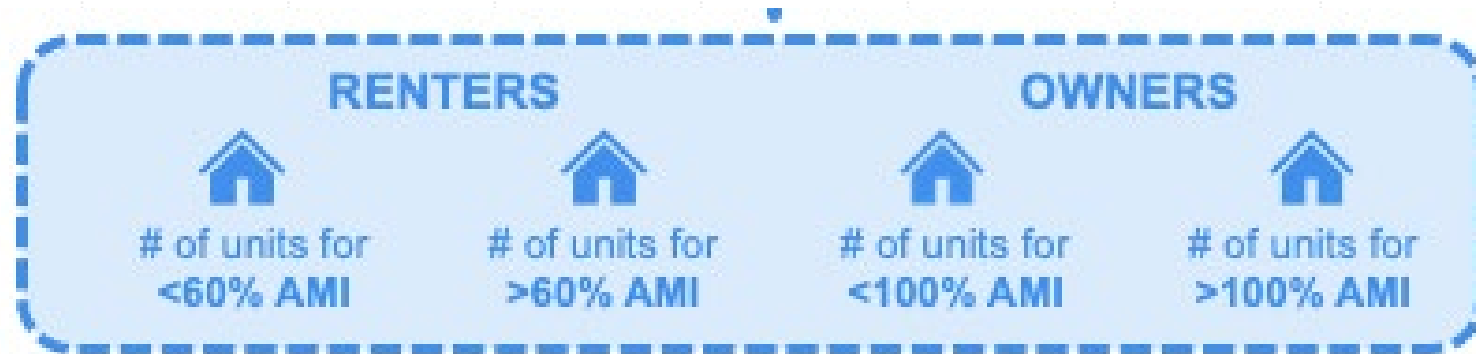 RENTERS
OWNERS
# of units for
<60% AMI
# of units for
>60% AMI
# of units for
<100% AMI
# of units for
>100% AMI